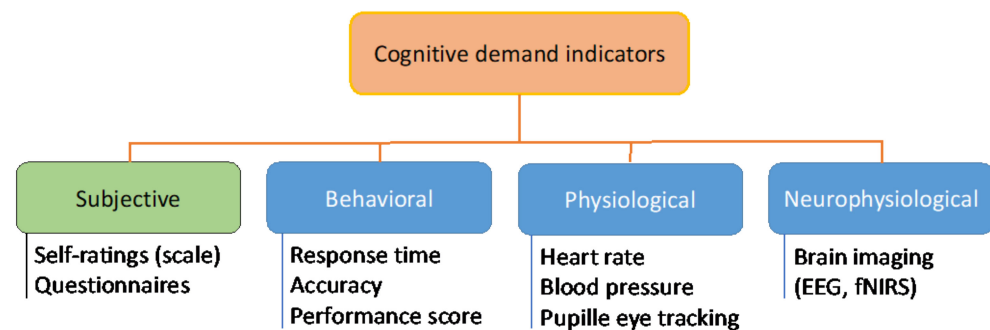 Cognitive demand indicators
Subjective
Self-ratings (scale)
Questionnaires
Behavioral
Response time
Accuracy
Performance score
Physiological
Heart rate
Blood pressure
Pupille eye tracking
Neurophysiological
Brain imaging
(EEG, fNIRS)